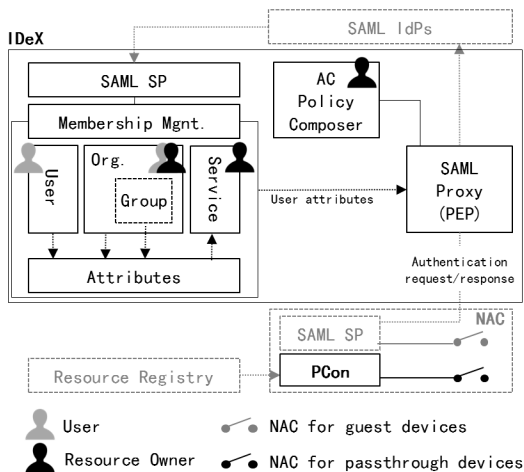 SAML IdPs
IDeX
SAML SP
AC
Policy
Composer
Membership Mgnt.
User
Org.
Group
Service
SAML
Proxy
(PEP)
User attributes
Attributes
Authentication
request/response
SAML SP
NAC
Resource Registry
PCon
User
NAC for guest devices
Resource Owner
NAC for passthrough devices